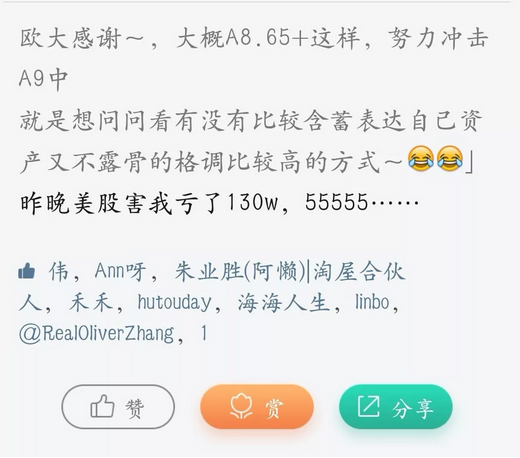 欧大感谢～，大概A8.65+这样，努力冲击
A9中
就是想问问看有没有比较含蓄表达自己资
产又不露骨的格调比较高的方式～😂😂」
昨晚美股害我亏了130w，55555……
伟，Ann呀，朱业胜(阿懒)|淘屋合伙
人，禾禾，hutouday，海海人生，linbo，
@RealOliverZhang，1
赞 赏 分享